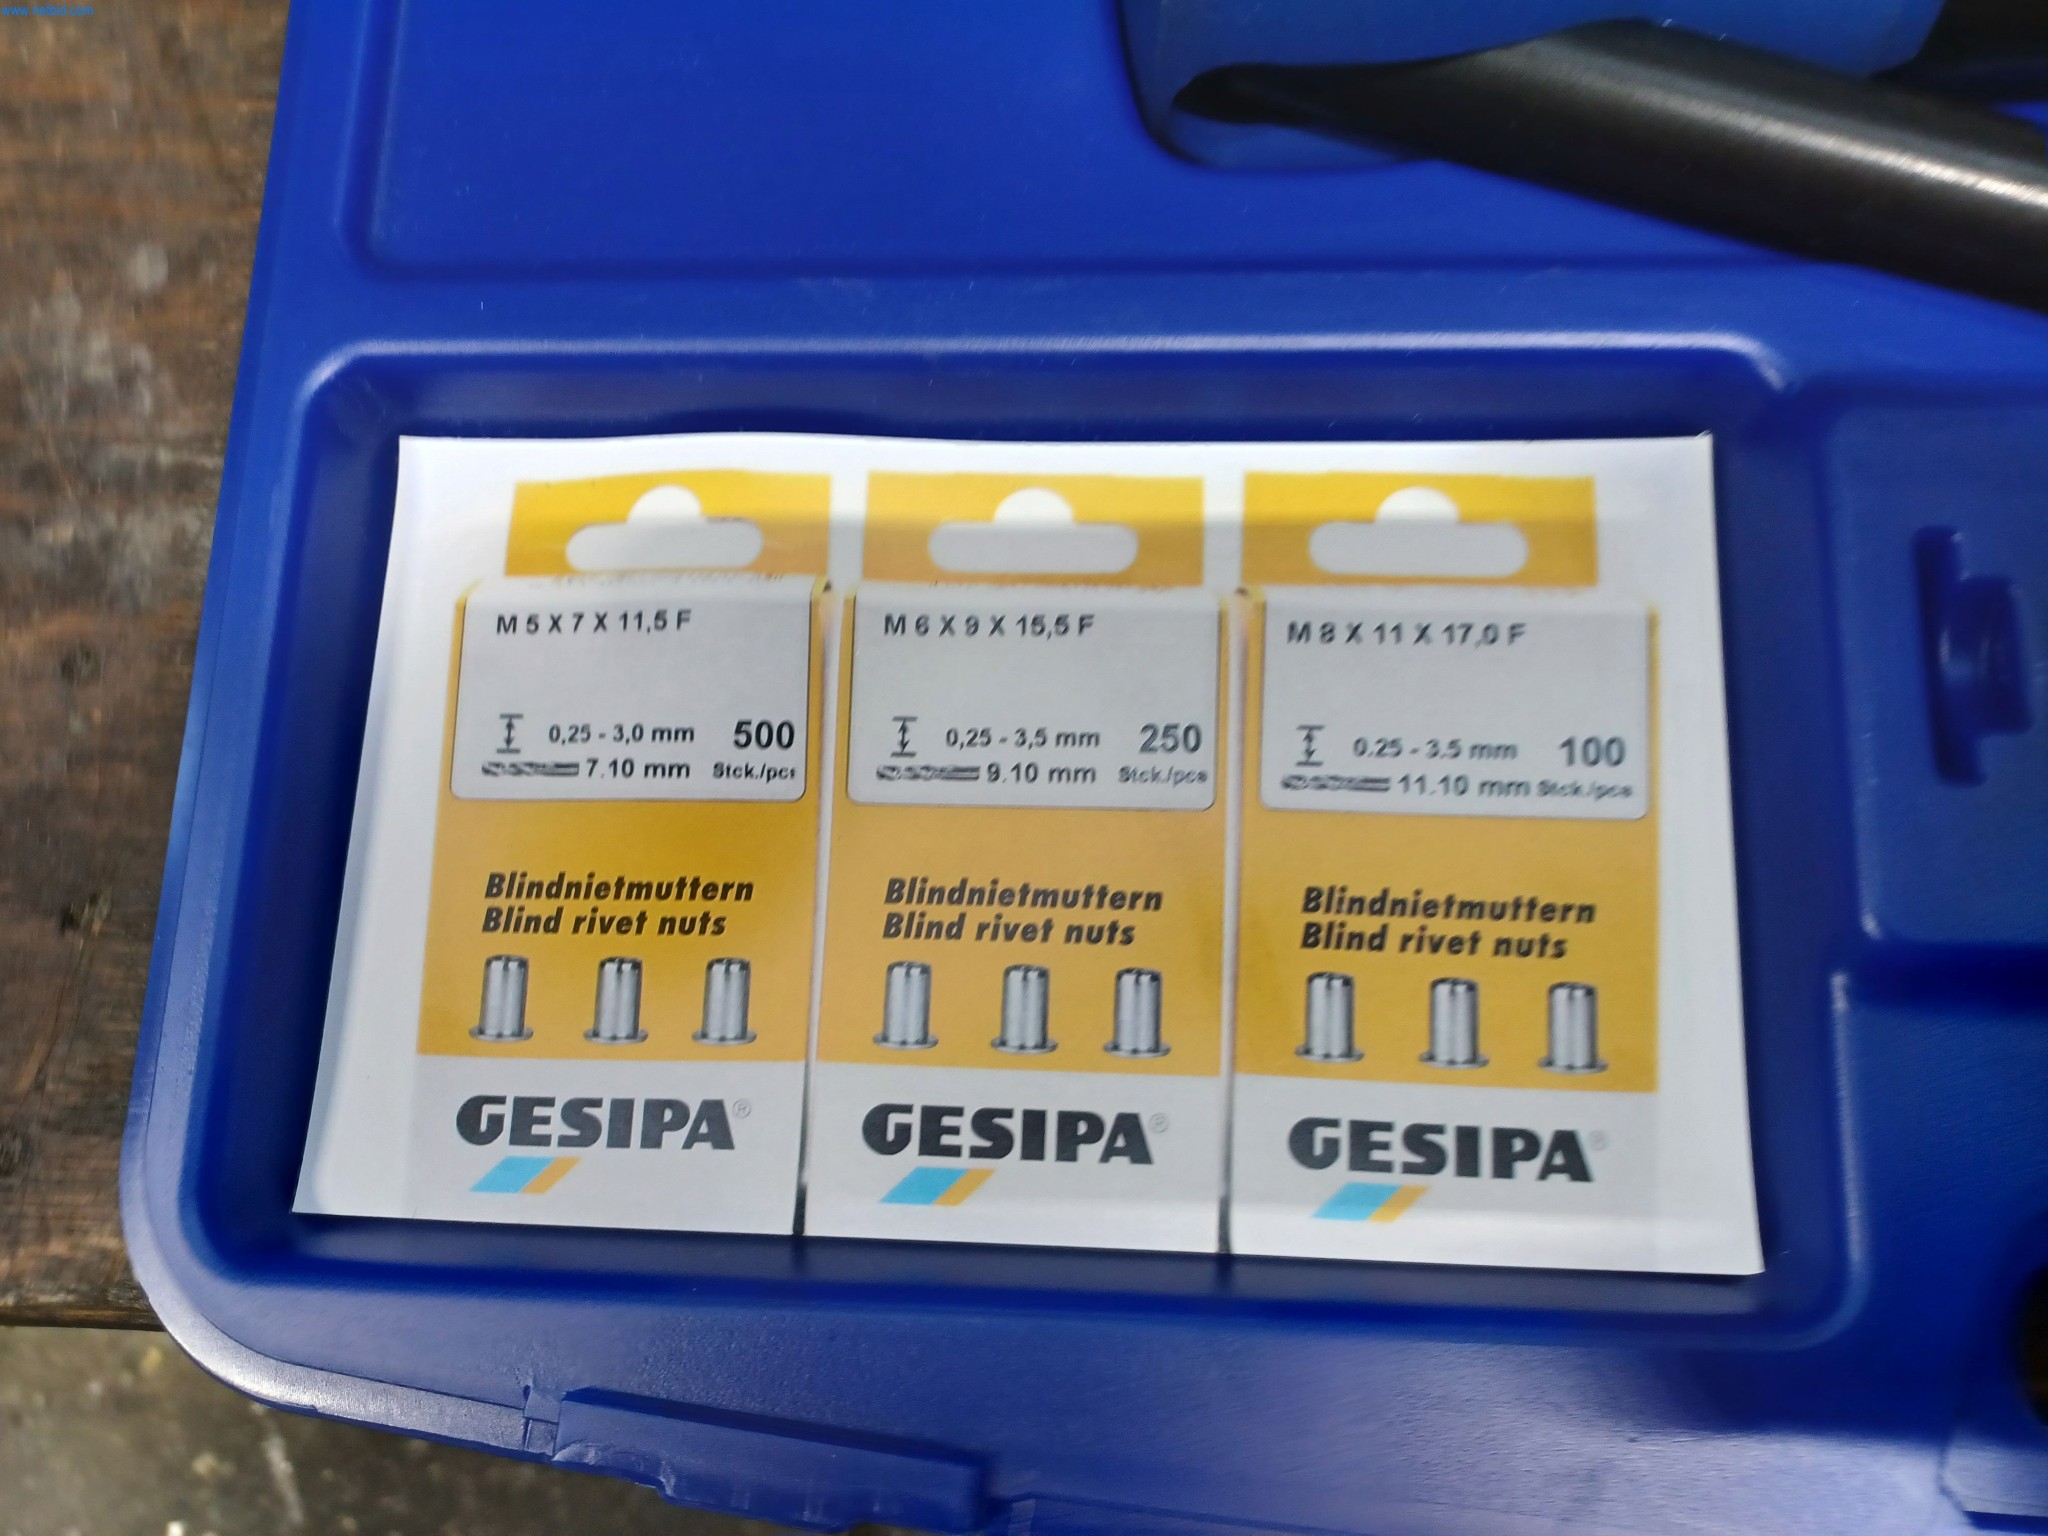 www.netbid.com
M 5 X 7 X 11,5 F
0,25 - 3,0 mm 500
7.10 mm Stck./pcs
Blindnietmuttern
Blind rivet nuts
GESIPA®
M 6 X 9 X 15,5 F
0,25 - 3,5 mm 250
9.10 mm Stck./pcs
Blindnietmuttern
Blind rivet nuts
GESIPA®
M 8 X 11 X 17,0 F
0.25 - 3.5 mm 100
11.10 mm Stck./pcs
Blindnietmuttern
Blind rivet nuts
GESIPA®